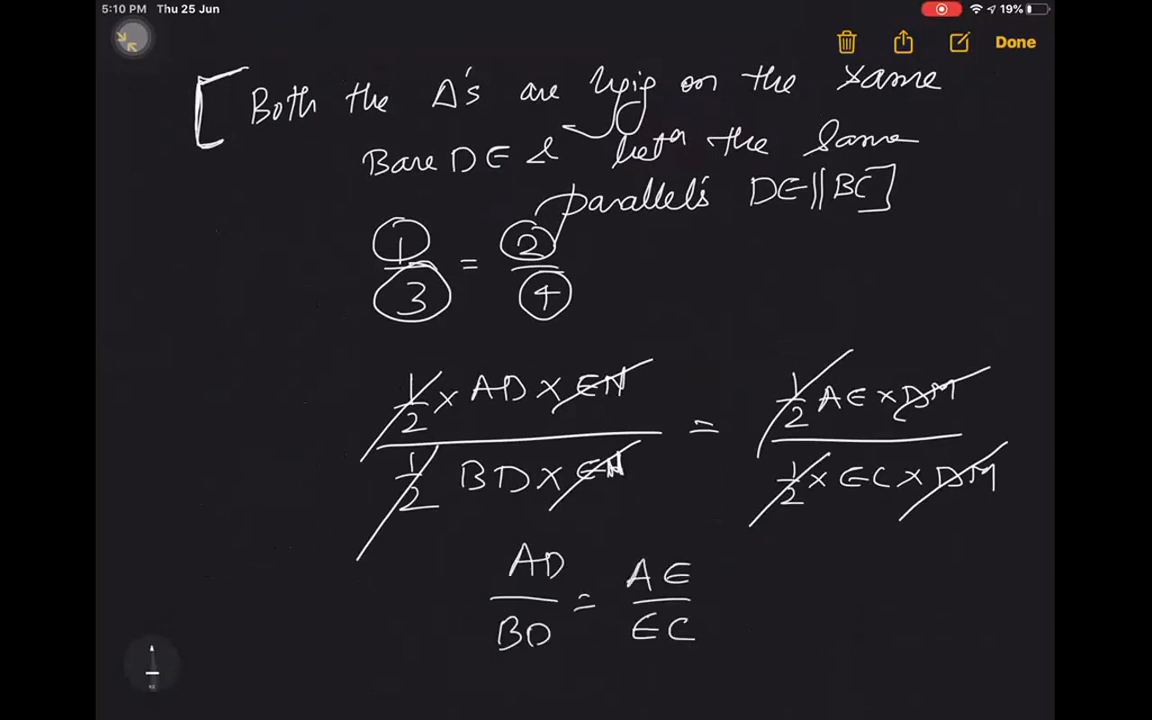 5:10 PM Thu 25 Jun 19%
Done
[Both the Δ's are lying on the same
Base DE & betn the same
parallels DE||BC]
1/3 = 2/4
1/2 × AD × EN / 1/2 BD × EN = 1/2 AE × DM / 1/2 × EC × DM
AD/BD = AE/EC